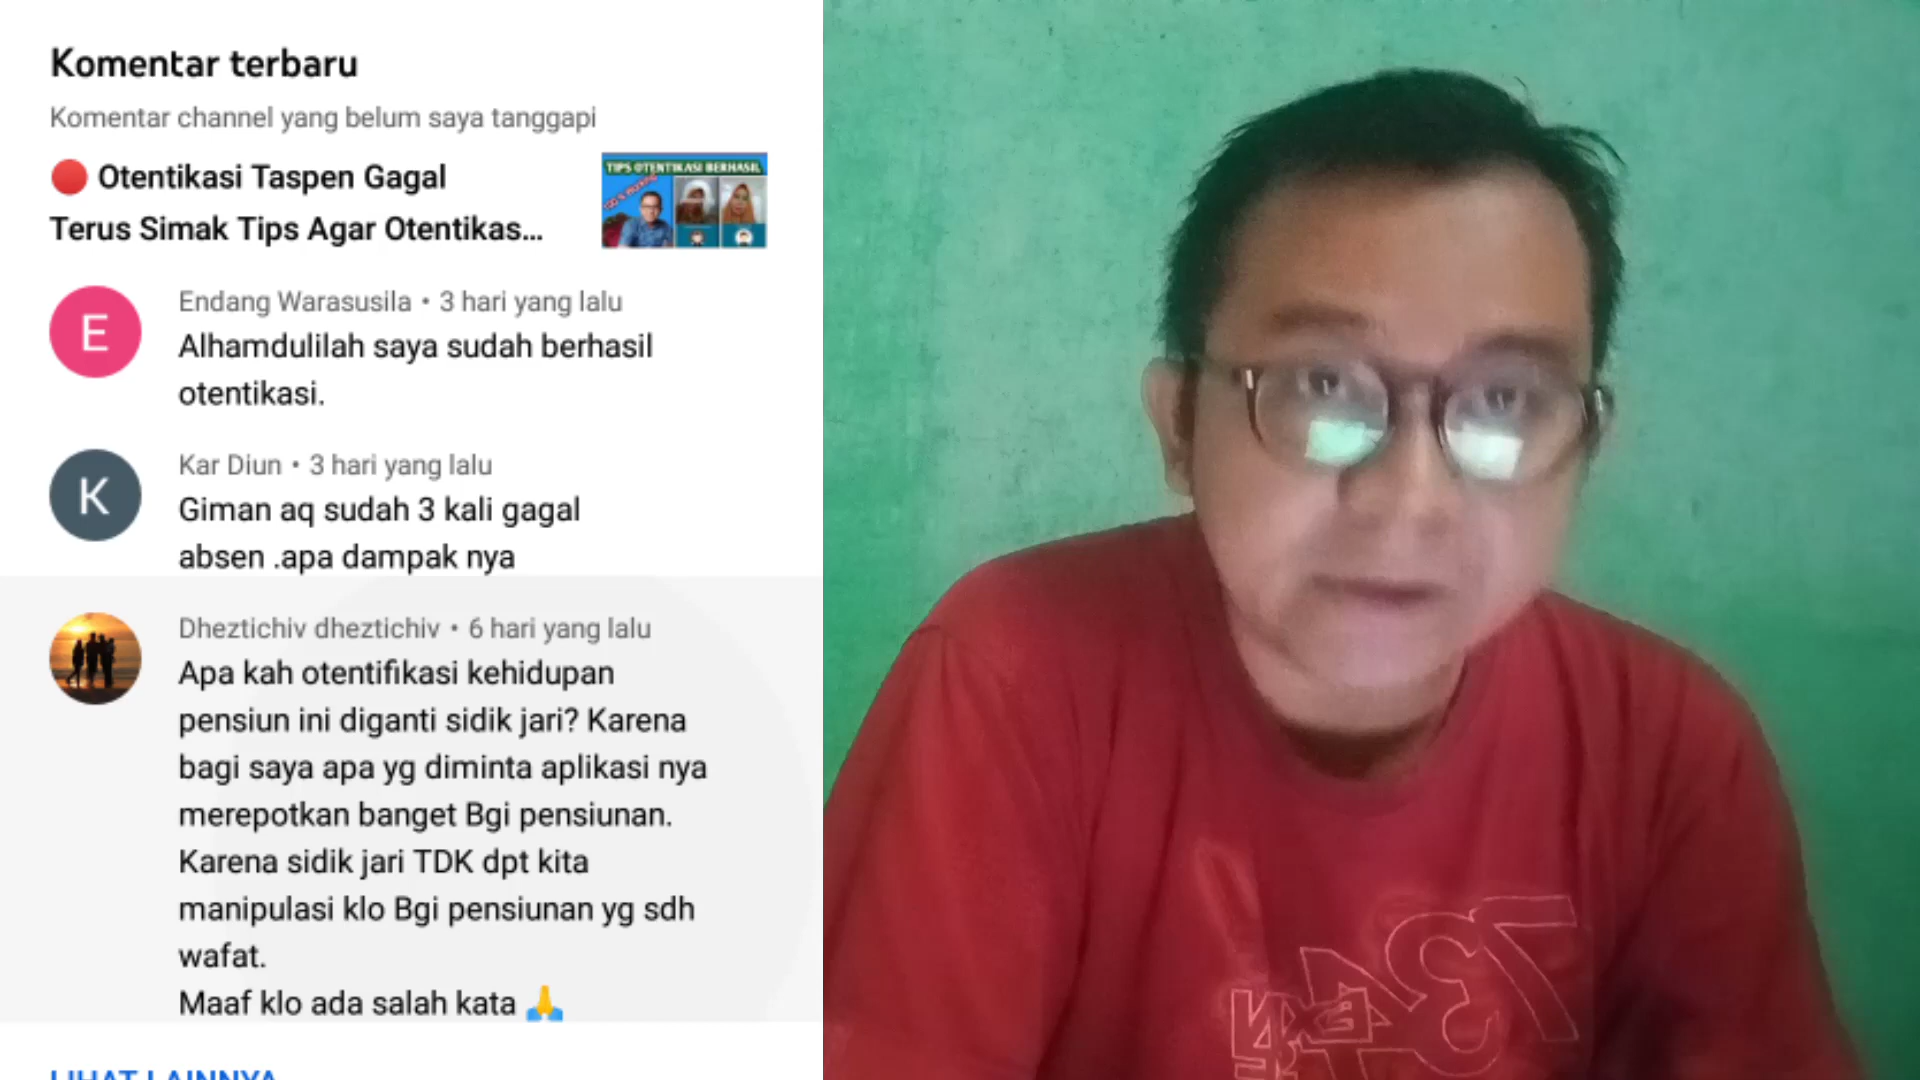 Komentar terbaru
Komentar channel yang belum saya tanggapi
🔴 Otentikasi Taspen Gagal
Terus Simak Tips Agar Otentikas...
TIPS OTENTIKASI BERHASIL
E
Endang Warasusila • 3 hari yang lalu
Alhamdulilah saya sudah berhasil
otentikasi.
K
Kar Diun • 3 hari yang lalu
Giman aq sudah 3 kali gagal
absen .apa dampak nya
Dheztichiv dheztichiv • 6 hari yang lalu
Apa kah otentifikasi kehidupan
pensiun ini diganti sidik jari? Karena
bagi saya apa yg diminta aplikasi nya
merepotkan banget Bgi pensiunan.
Karena sidik jari TDK dpt kita
manipulasi klo Bgi pensiunan yg sdh
wafat.
Maaf klo ada salah kata 🙏
LIHAT LAINNYA